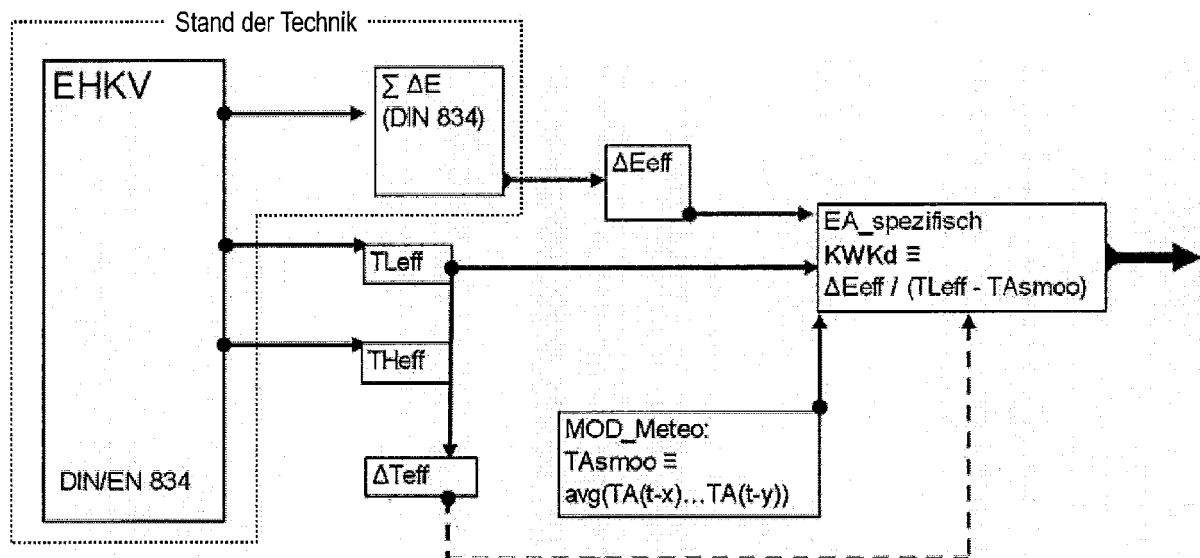 Stand der Technik
EHKV
DIN/EN 834
∑ ΔE
(DIN 834)
ΔEeff
TLeff
THeff
ΔTeff
EA_spezifisch
KWKd ≡
ΔEeff / (TLeff - TAsmoo)
MOD_Meteo:
TAsmoo ≡
avg(TA(t-x)...TA(t-y))